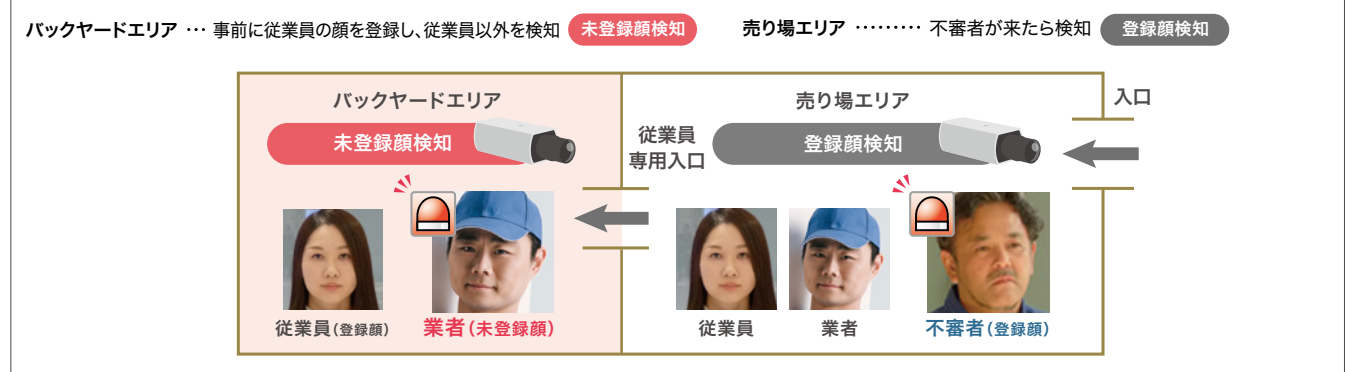 バックヤードエリア … 事前に従業員の顔を登録し、従業員以外を検知 未登録顔検知
売り場エリア ……… 不審者が来たら検知 登録顔検知
バックヤードエリア
未登録顔検知
従業員(登録顔)
業者(未登録顔)
従業員
専用入口
売り場エリア
登録顔検知
従業員
業者
不審者(登録顔)
入口